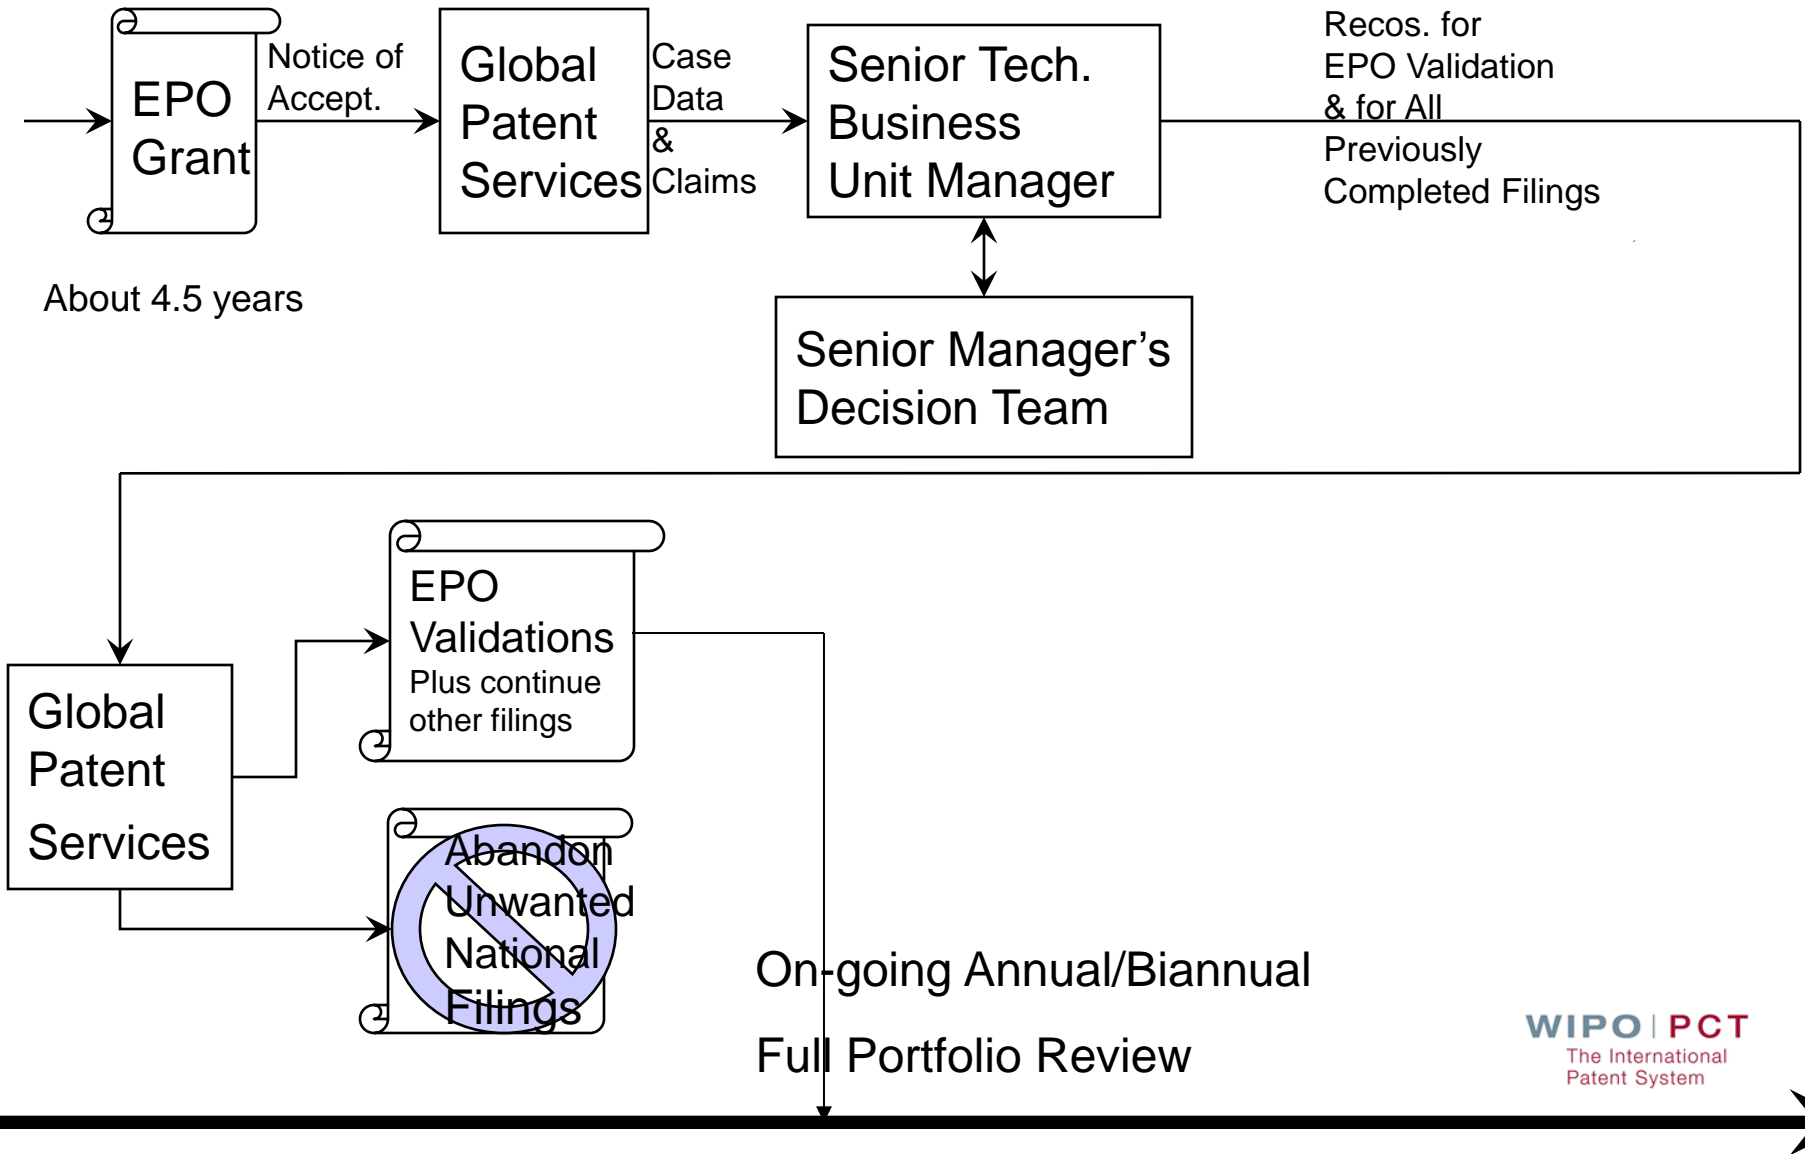 EPO
Grant
Notice of
Accept.
Global
Patent
Services
Case
Data
&
Claims
Senior Tech.
Business
Unit Manager
Recos. for
EPO Validation
& for All
Previously
Completed Filings
About 4.5 years
Senior Manager’s
Decision Team
EPO
Validations
Plus continue
other filings
Global
Patent
Services
Abandon
Unwanted
National
Filings
On-going Annual/Biannual
Full Portfolio Review
WIPO | PCT
The International
Patent System